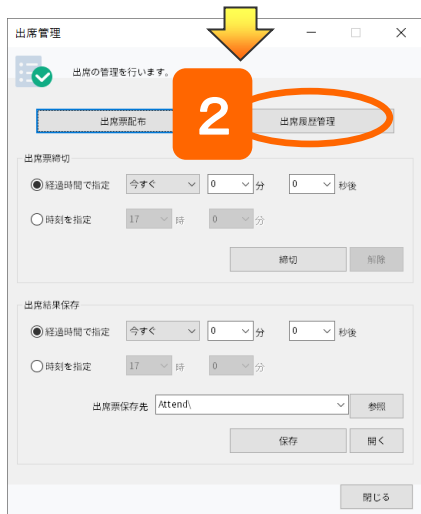 出席管理
出席の管理を行います。
出席票配布 2 出席履歴管理
出席票締切
経過時間で指定 今すぐ 0 分 0 秒後
時刻を指定 17 時 0 分
締切 解除
出席結果保存
経過時間で指定 今すぐ 0 分 0 秒後
時刻を指定 17 時 0 分
出席票保存先 Attend\ 参照
保存 開く
閉じる